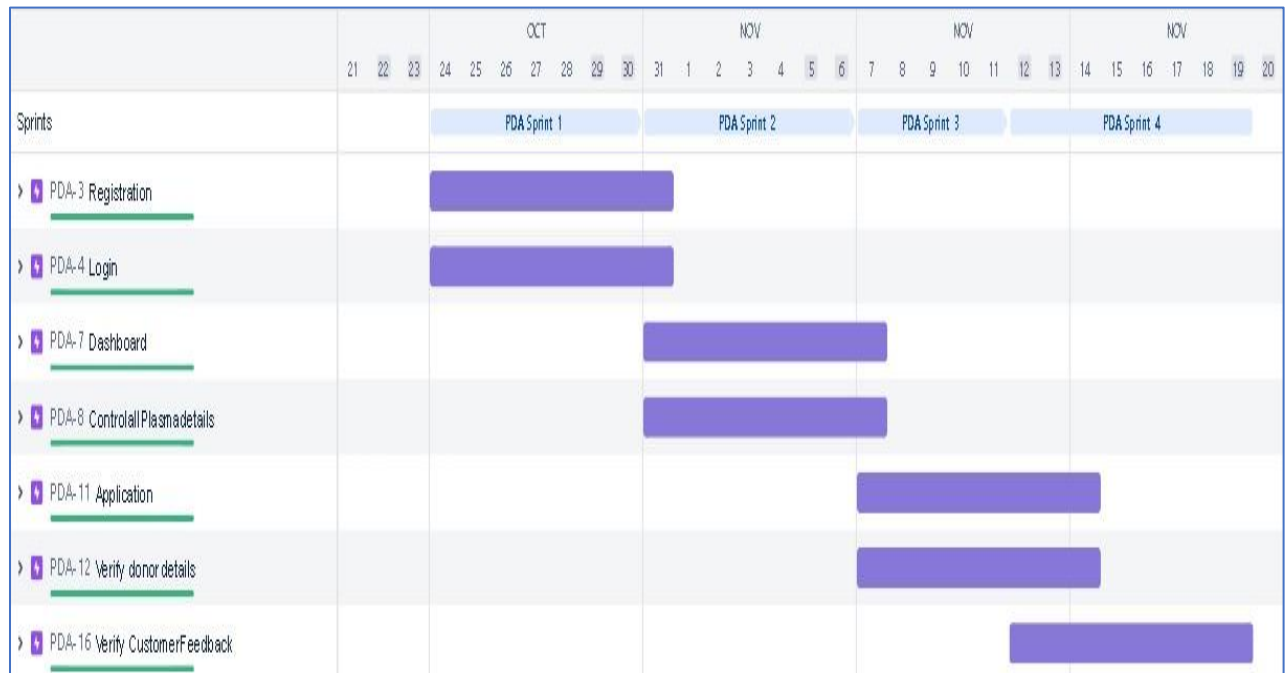 OCT NOV NOV NOV
21 22 23 24 25 26 27 28 29 30 31 1 2 3 4 5 6 7 8 9 10 11 12 13 14 15 16 17 18 19 20
Sprints PDA Sprint 1 PDA Sprint 2 PDA Sprint 3 PDA Sprint 4
PDA-3 Registration
PDA-4 Login
PDA-7 Dashboard
PDA-8 ControlallPlasmadetails
PDA-11 Application
PDA-12 Verify donor details
PDA-16 Verify CustomerFeedback